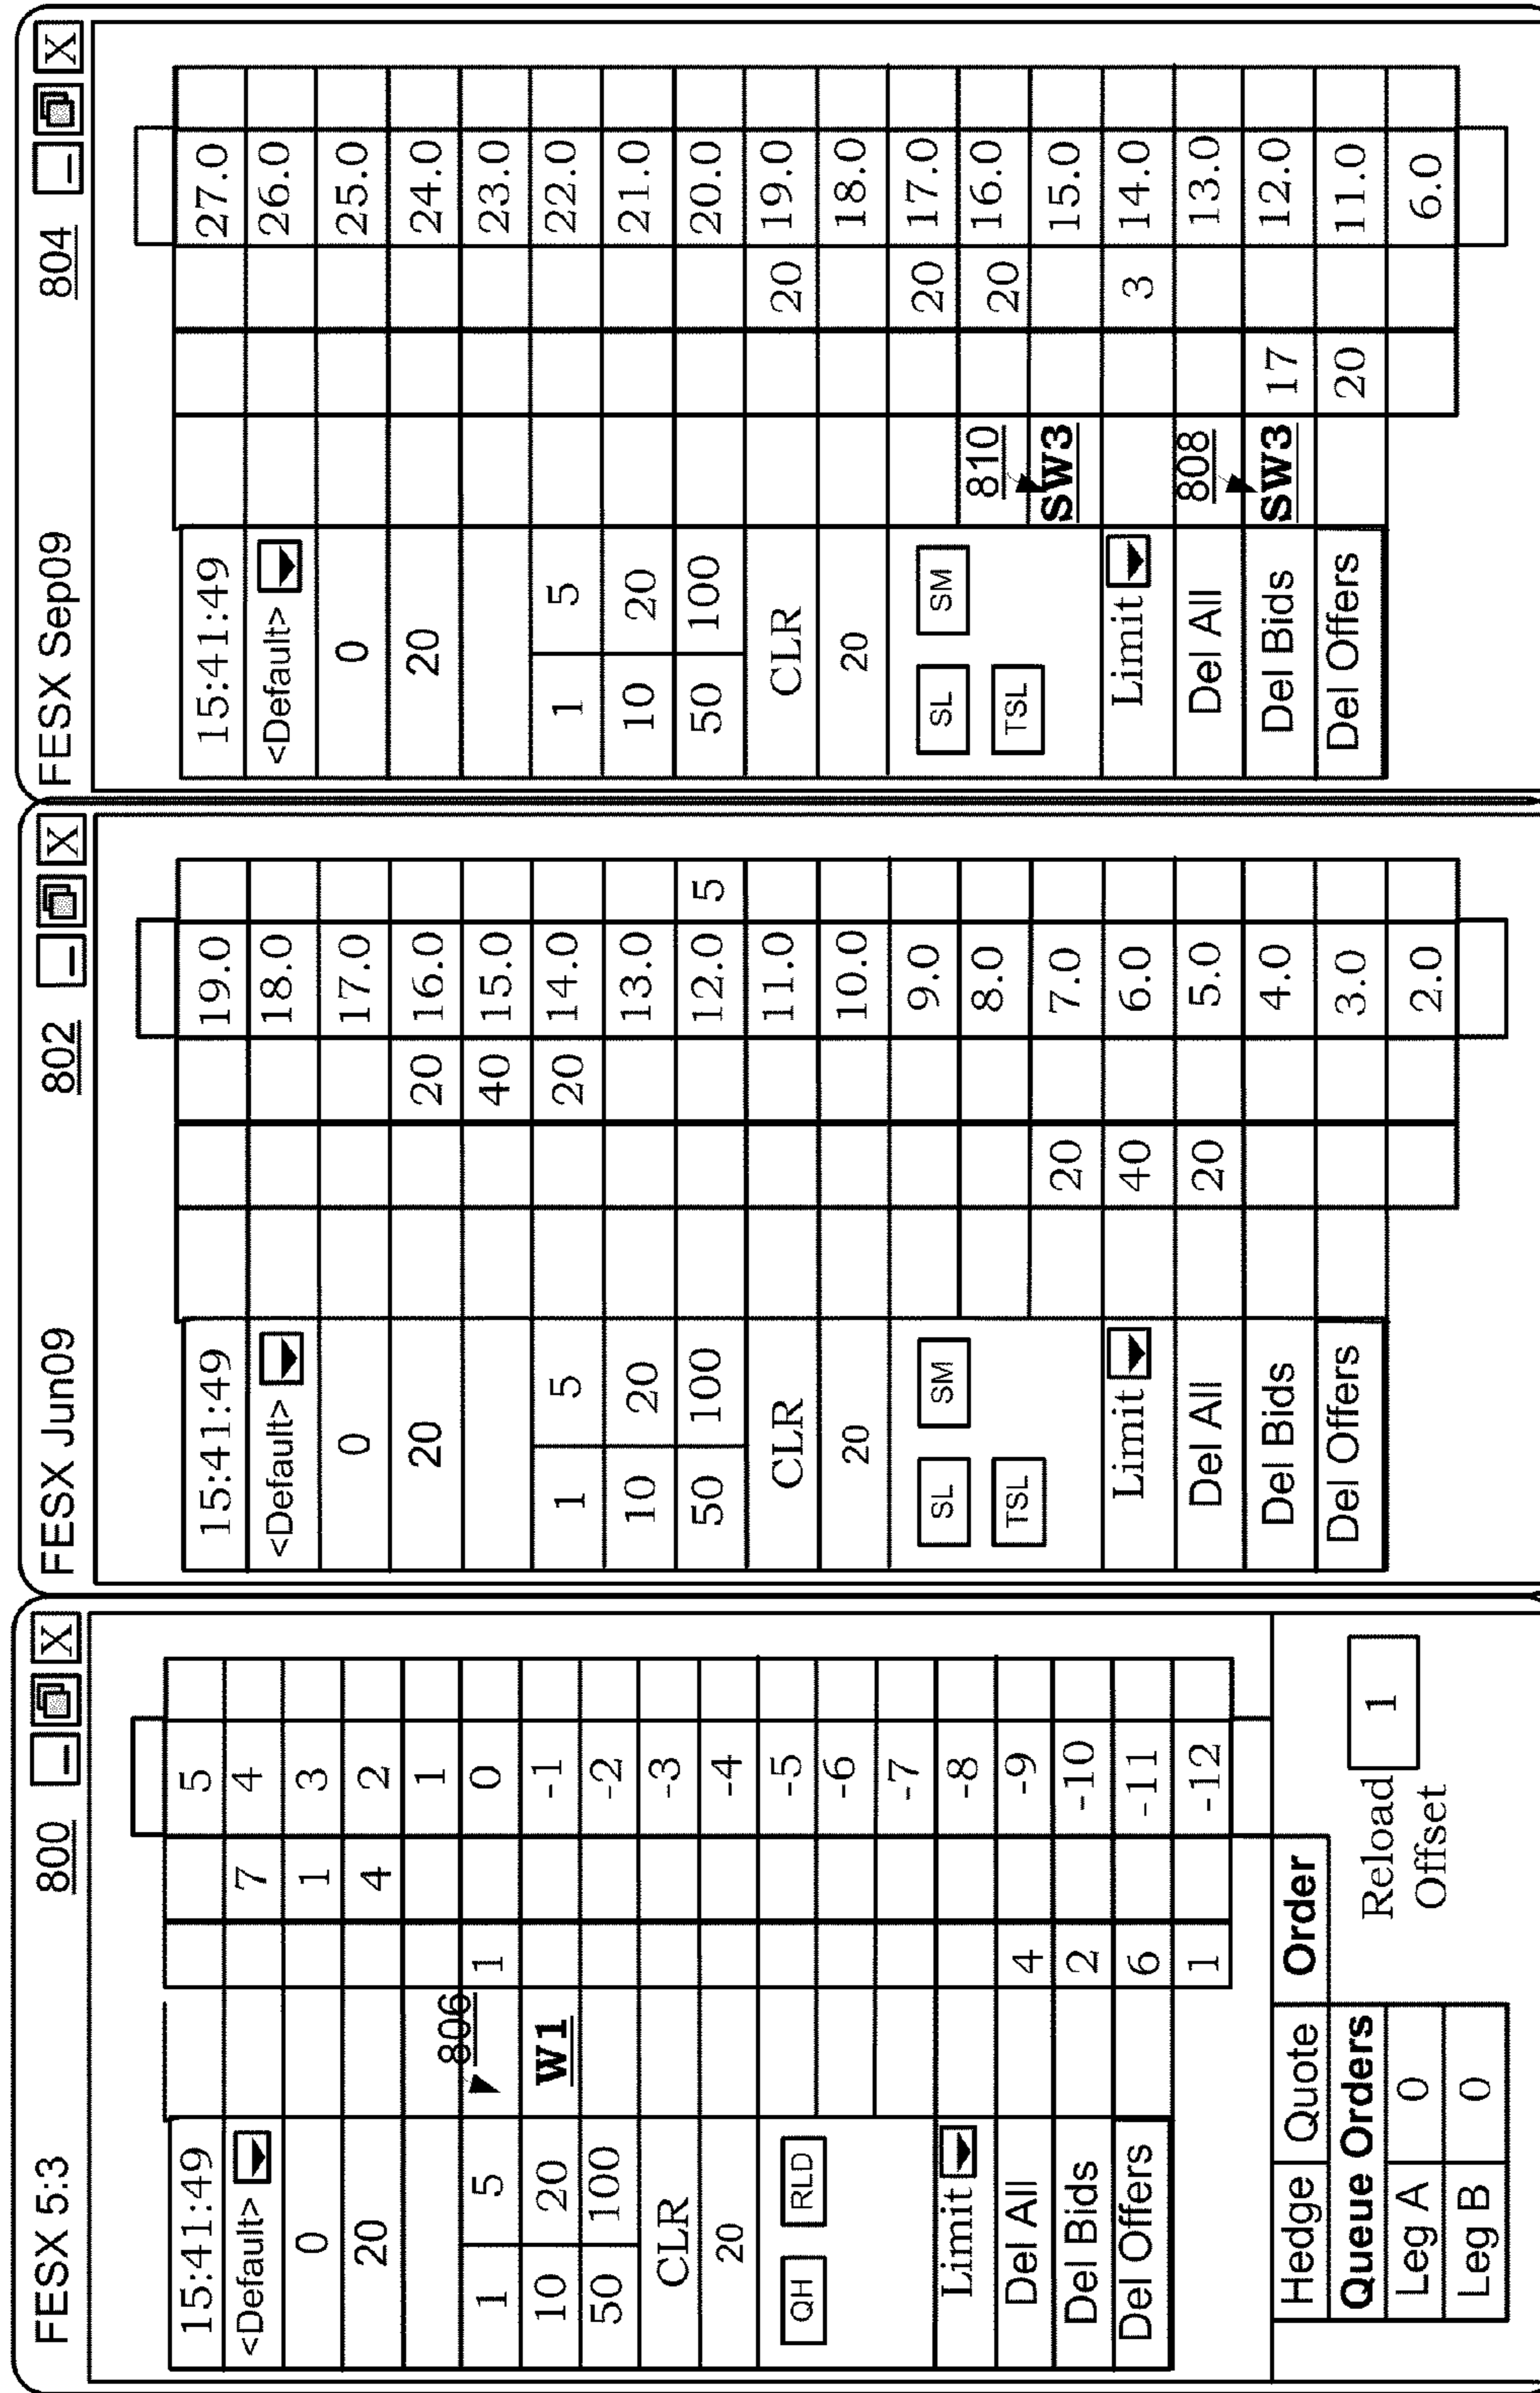 FESX 5:3 800 X
15:41:49 5
<Default> 7 4
0 1 3
20 4 2
1
806
1 5 1 0
10 20 W1 -1
50 100 -2
CLR -3
20 -4
QH RLD -5
-6
-7
Limit -8
Del All 4 -9
Del Bids 2 -10
Del Offers 6 -11
1 -12
Hedge Quote Order
Queue Orders
Leg A 0
Leg B 0
Reload 1
Offset
FESX Jun09 802 X
15:41:49 19.0
<Default> 18.0
0 17.0
20 20 16.0
40 15.0
1 5 20 14.0
10 20 13.0
50 100 12.0 5
CLR 11.0
20 10.0
SL SM 9.0
TSL 8.0
20 7.0
Limit 40 6.0
Del All 20 5.0
Del Bids 4.0
Del Offers 3.0
2.0
FESX Sep09 804 X
15:41:49 27.0
<Default> 26.0
0 25.0
20 24.0
23.0
1 5 22.0
10 20 21.0
50 100 20.0
CLR 20 19.0
20 18.0
SL SM 20 17.0
TSL 810 20 16.0
SW3 15.0
Limit 3 14.0
Del All 808 13.0
Del Bids SW3 17 12.0
Del Offers 20 11.0
6.0